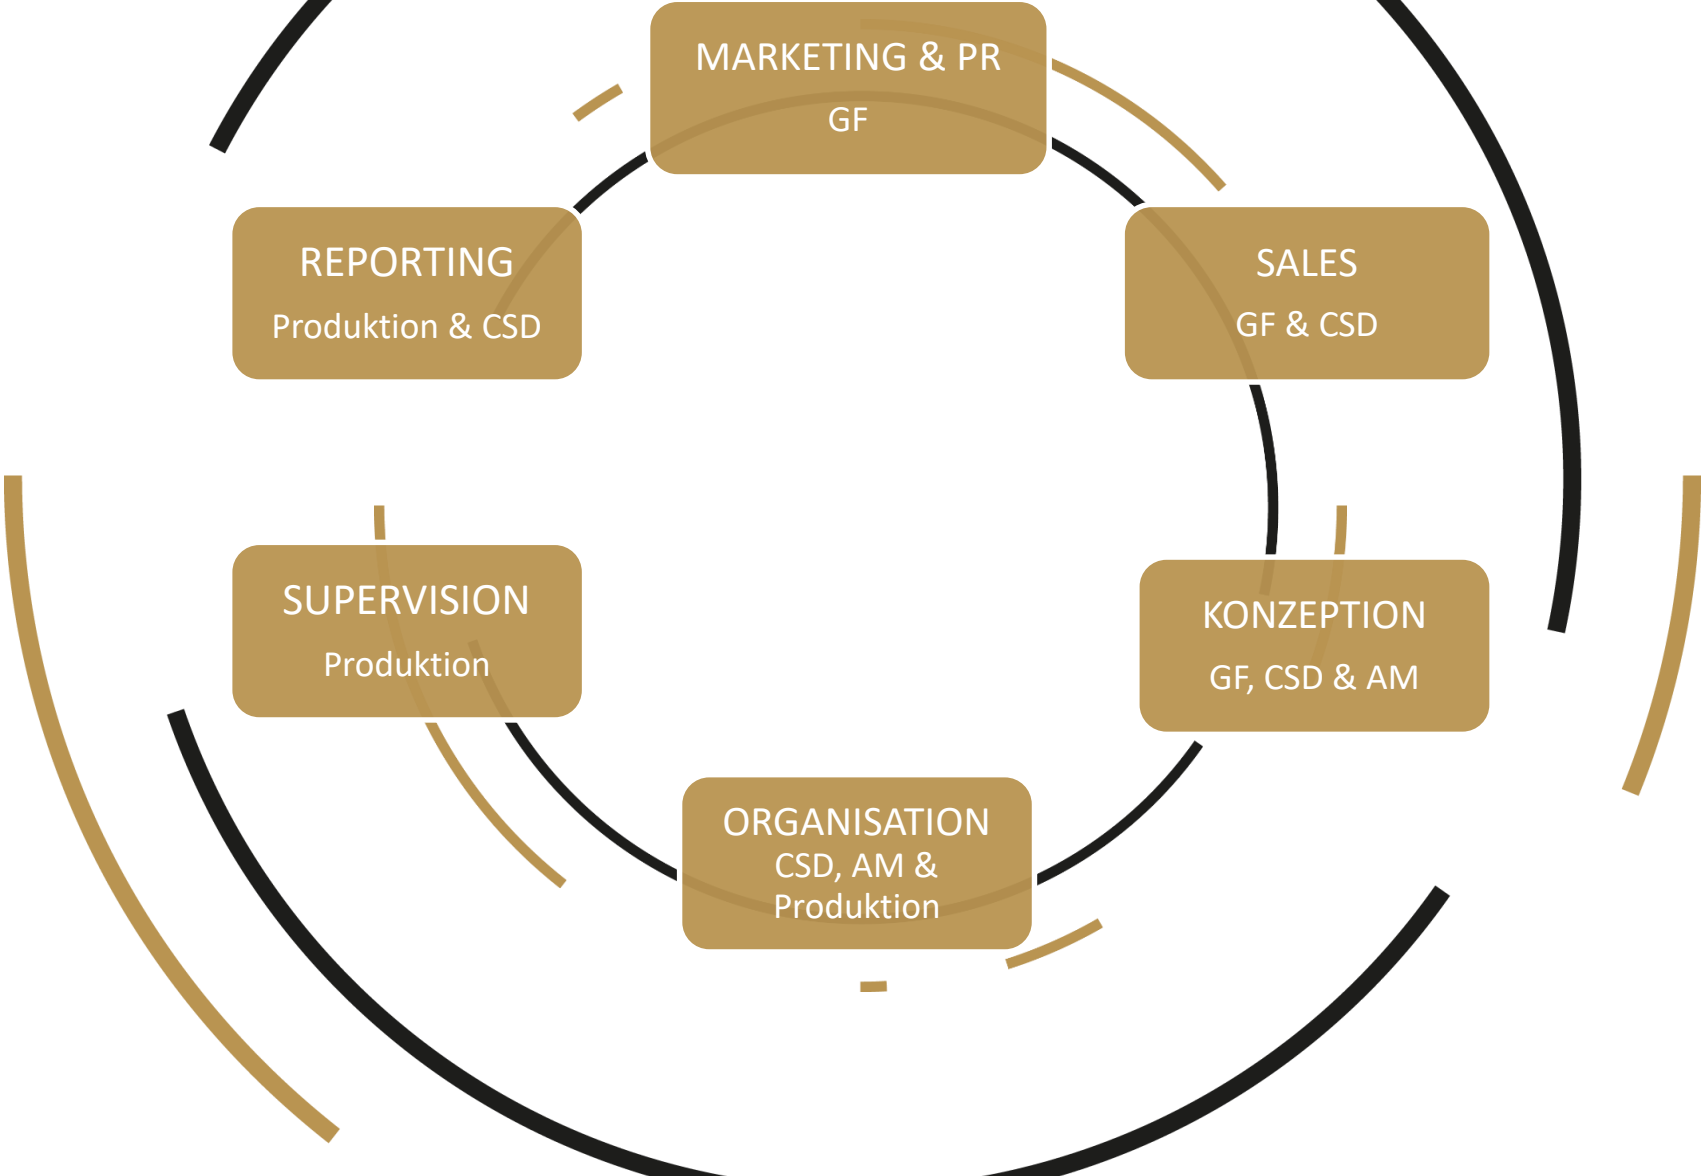 MARKETING & PR
GF
SALES
GF & CSD
KONZEPTION
GF, CSD & AM
ORGANISATION
CSD, AM &
Produktion
SUPERVISION
Produktion
REPORTING
Produktion & CSD